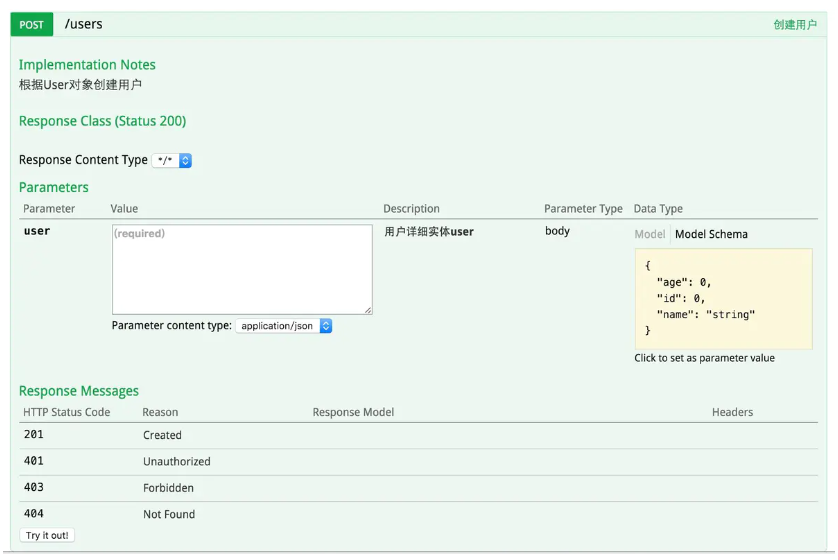 POST /users 创建用户
Implementation Notes
根据User对象创建用户
Response Class (Status 200)
Response Content Type */*
Parameters
Parameter Value Description Parameter Type Data Type
user (required) 用户详细实体user body Model Model Schema
{
"age": 0,
"id": 0,
"name": "string"
}
Parameter content type: application/json
Click to set as parameter value
Response Messages
HTTP Status Code Reason Response Model Headers
201 Created
401 Unauthorized
403 Forbidden
404 Not Found
Try it out!